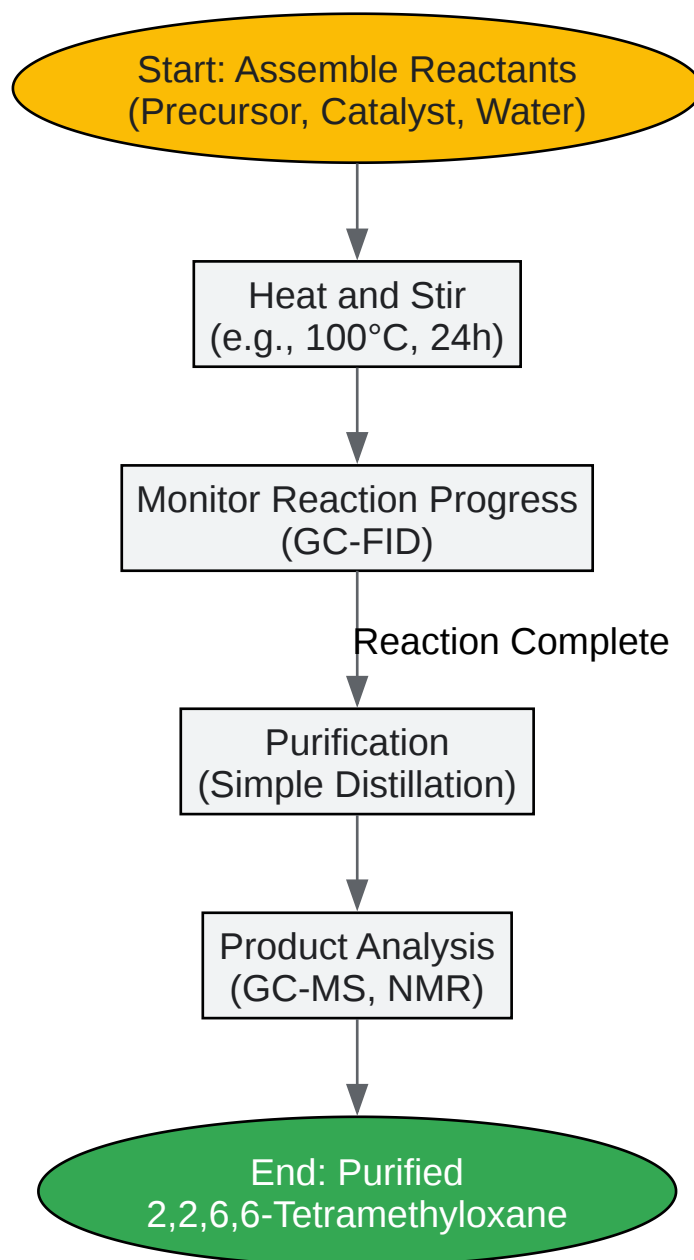 Start: Assemble Reactants
(Precursor, Catalyst, Water)
Heat and Stir
(e.g., 100°C, 24h)
Monitor Reaction Progress
(GC-FID)
Reaction Complete
Purification
(Simple Distillation)
Product Analysis
(GC-MS, NMR)
End: Purified
2,2,6,6-Tetramethyloxane